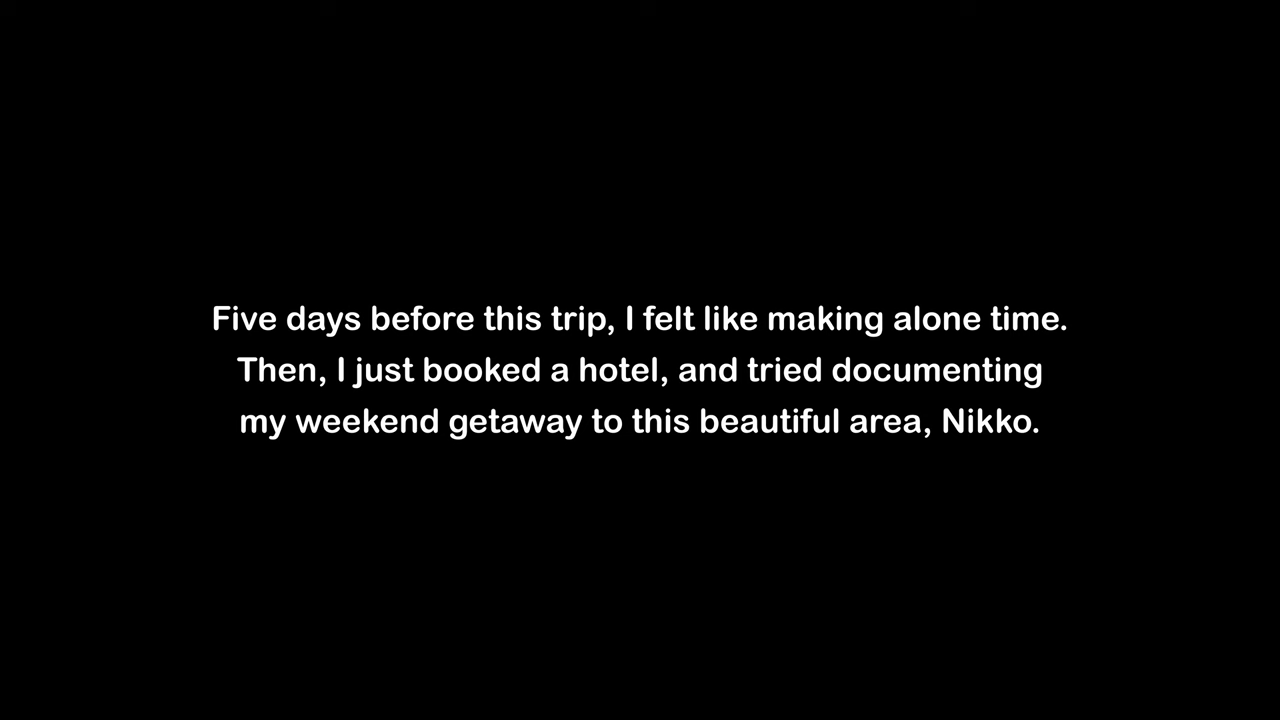 Five days before this trip, I felt like making alone time.
Then, I just booked a hotel, and tried documenting
my weekend getaway to this beautiful area, Nikko.